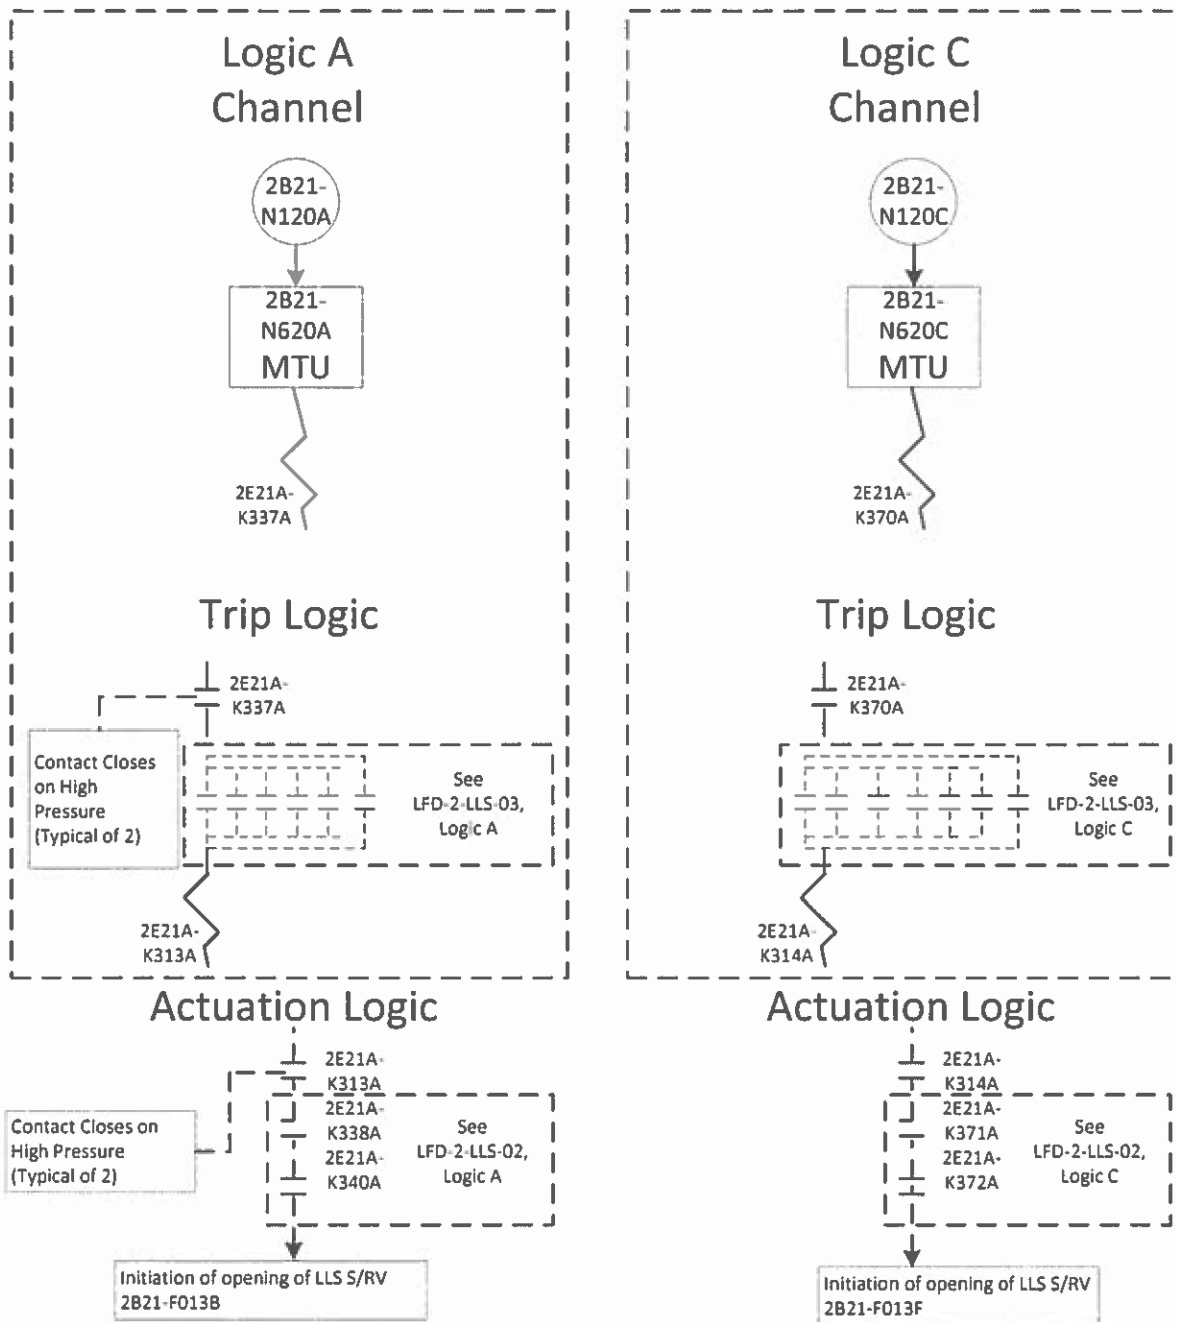 Logic A
Channel
2B21-
N120A
2B21-
N620A
MTU
2E21A-
K337A
Trip Logic
2E21A-
K337A
Contact Closes
on High
Pressure
(Typical of 2)
See
LFD-2-LLS-03,
Logic A
2E21A-
K313A
Actuation Logic
2E21A-
K313A
2E21A-
K338A
2E21A-
K340A
See
LFD-2-LLS-02,
Logic A
Contact Closes on
High Pressure
(Typical of 2)
Initiation of opening of LLS S/RV
2B21-F013B
Logic C
Channel
2B21-
N120C
2B21-
N620C
MTU
2E21A-
K370A
Trip Logic
2E21A-
K370A
See
LFD-2-LLS-03,
Logic C
2E21A-
K314A
Actuation Logic
2E21A-
K314A
2E21A-
K371A
2E21A-
K372A
See
LFD-2-LLS-02,
Logic C
Initiation of opening of LLS S/RV
2B21-F013F